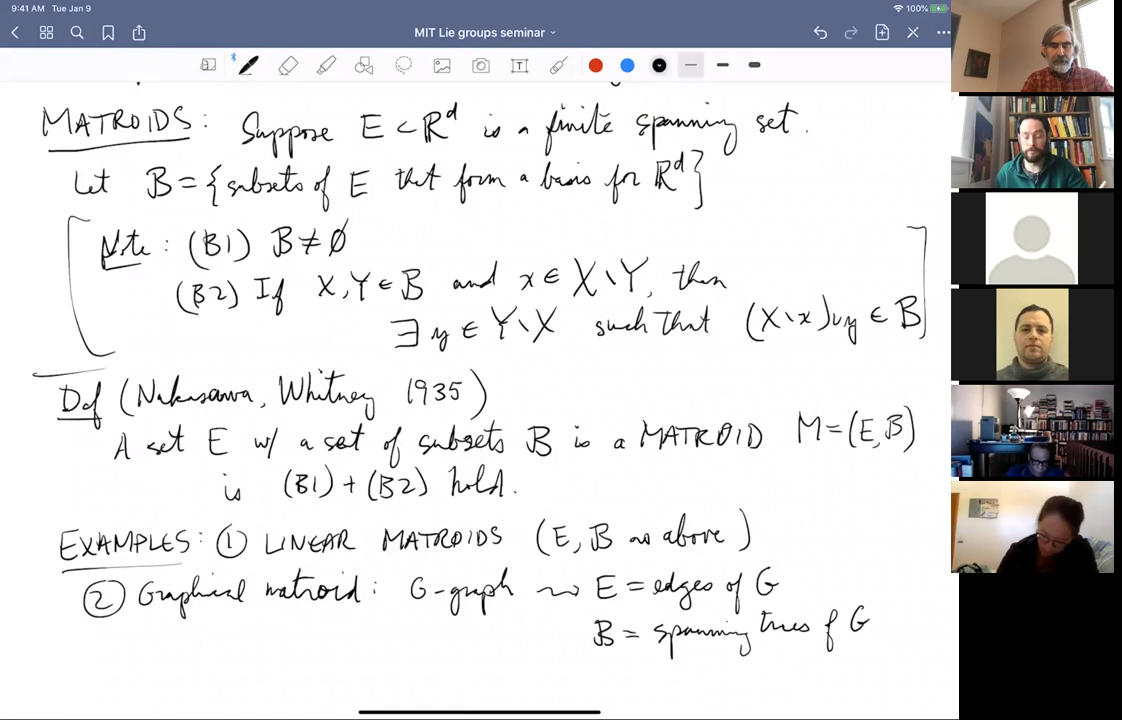 9:41 AM Tue Jan 9
100%
MIT Lie groups seminar
MATROIDS: Suppose E ⊂ ℝᵈ is a finite spanning set.
Let B = {subsets of E that form a basis for ℝᵈ}
Note: (B1) B ≠ ∅
(B2) If X, Y ∈ B and x ∈ X \ Y, then
∃ y ∈ Y \ X such that (X \ x) ∪ y ∈ B
Def (Nakasawa, Whitney 1935)
A set E w/ a set of subsets B is a MATROID M = (E, B)
is (B1) + (B2) hold.
EXAMPLES: ① LINEAR MATROIDS (E, B as above)
② Graphical matroid: G-graph ⇝ E = edges of G
B = spanning trees of G